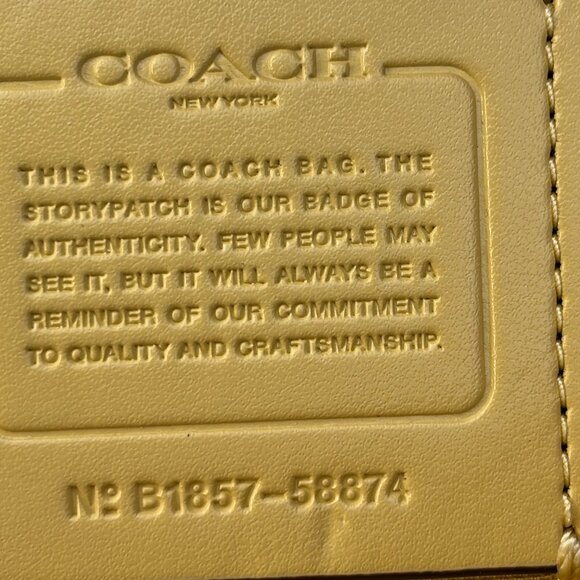 COACH
NEW YORK
THIS IS A COACH BAG. THE
STORYPATCH IS OUR BADGE OF
AUTHENTICITY. FEW PEOPLE MAY
SEE IT, BUT IT WILL ALWAYS BE A
REMINDER OF OUR COMMITMENT
TO QUALITY AND CRAFTSMANSHIP.
Nº B1857-58874